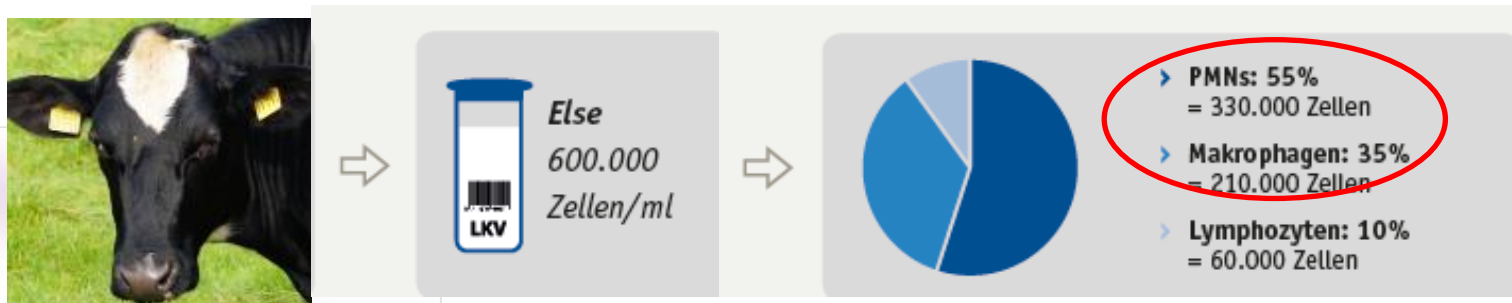 Else
600.000
Zellen/ml
LKV
PMNs: 55%
= 330.000 Zellen
Makrophagen: 35%
= 210.000 Zellen
Lymphozyten: 10%
= 60.000 Zellen